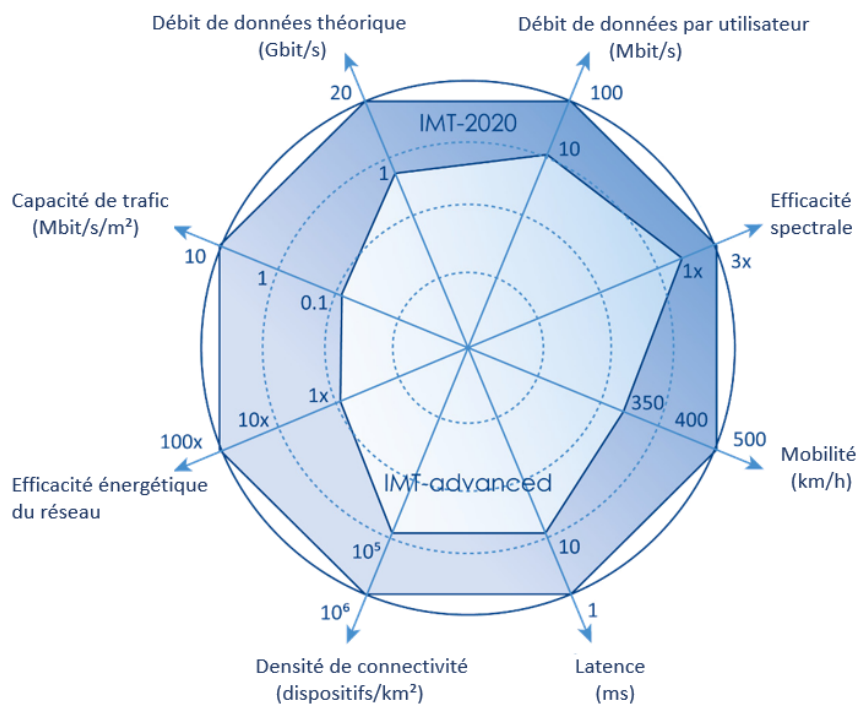 Débit de données théorique
(Gbit/s)
Débit de données par utilisateur
(Mbit/s)
20
100
IMT-2020
10
1
Capacité de trafic
(Mbit/s/m²)
Efficacité
spectrale
10
1
0.1
1x
3x
1x
10x
100x
350
400
500
Efficacité énergétique
du réseau
Mobilité
(km/h)
IMT-advanced
10⁵
10
10⁶
1
Densité de connectivité
(dispositifs/km²)
Latence
(ms)